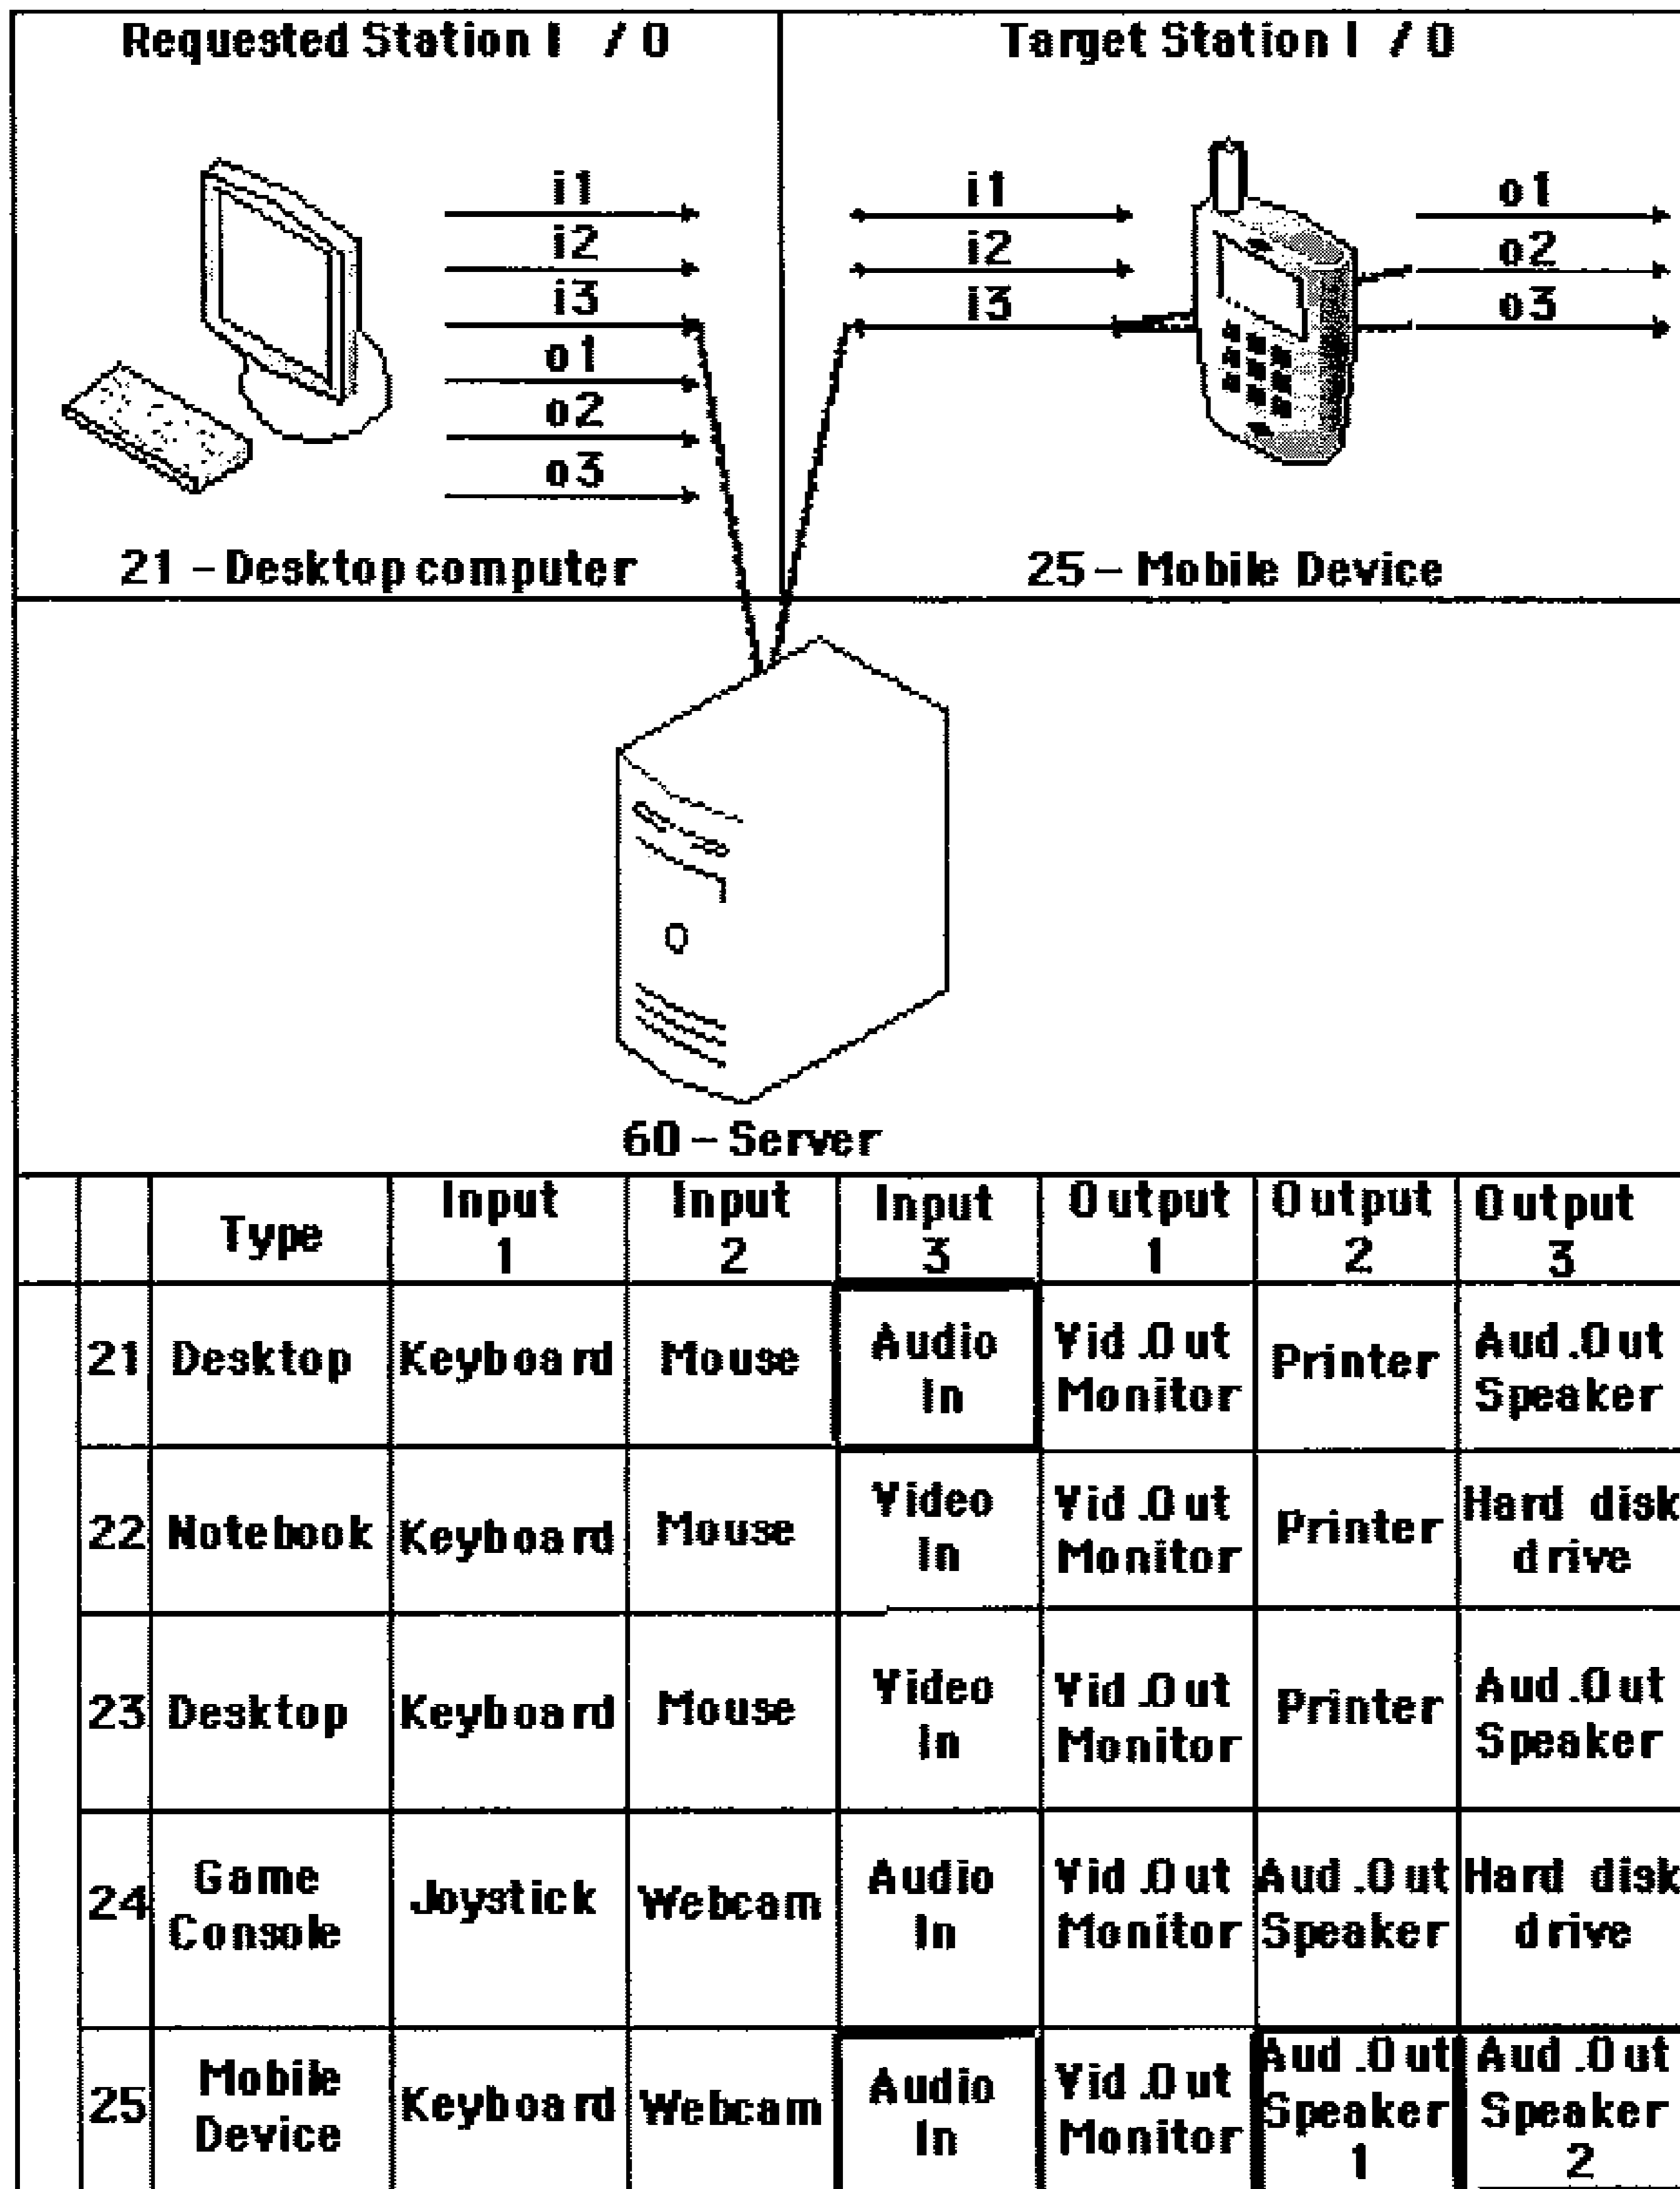 Requested Station I / O
Target Station I / O
i1
i2
i3
o1
o2
o3
i1
i2
i3
o1
o2
o3
21 – Desktop computer
25 – Mobile Device
60 – Server
Type
Input
1
Input
2
Input
3
Output
1
Output
2
Output
3
21
Desktop
Keyboard
Mouse
Audio
In
Vid.Out
Monitor
Printer
Aud.Out
Speaker
22
Notebook
Keyboard
Mouse
Video
In
Vid.Out
Monitor
Printer
Hard disk
drive
23
Desktop
Keyboard
Mouse
Video
In
Vid.Out
Monitor
Printer
Aud.Out
Speaker
24
Game
Console
Joystick
Webcam
Audio
In
Vid.Out
Monitor
Aud.Out
Speaker
Hard disk
drive
25
Mobile
Device
Keyboard
Webcam
Audio
In
Vid.Out
Monitor
Aud.Out
Speaker
1
Aud.Out
Speaker
2